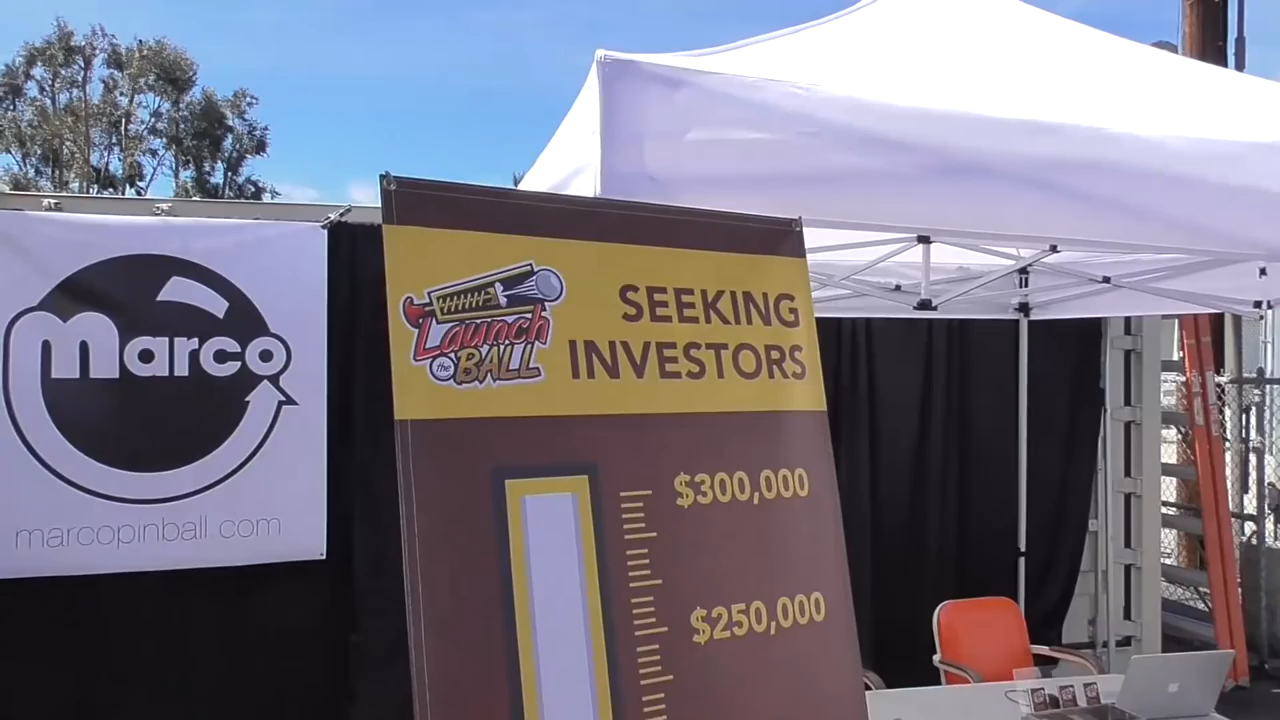 marco
marcopinball.com
Launch
the BALL
SEEKING
INVESTORS
$300,000
$250,000